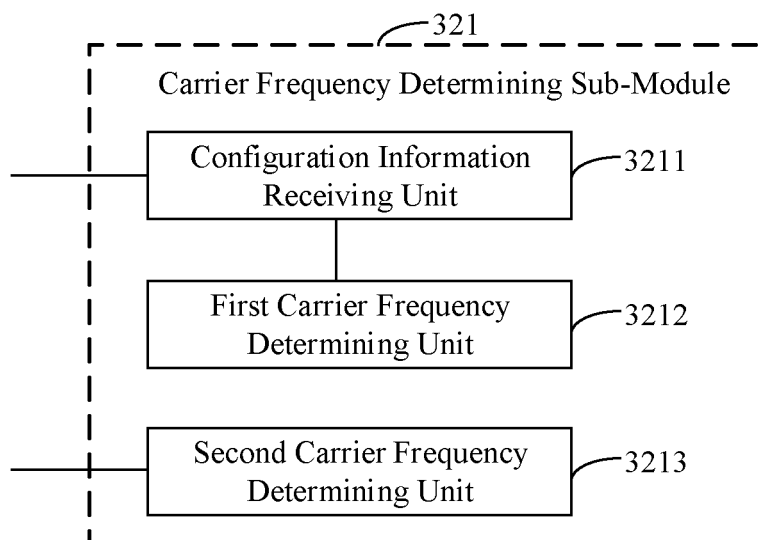 321
Carrier Frequency Determining Sub-Module
Configuration Information
Receiving Unit
3211
First Carrier Frequency
Determining Unit
3212
Second Carrier Frequency
Determining Unit
3213